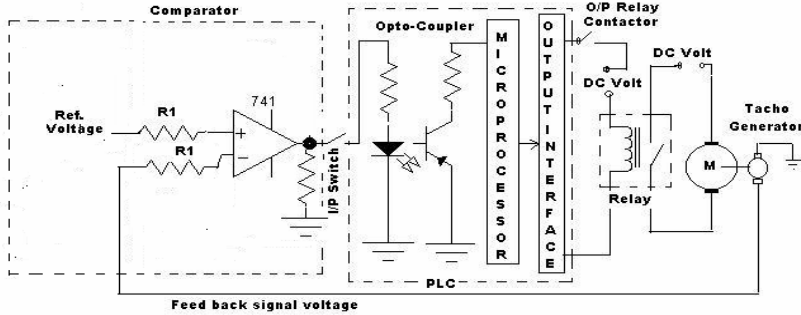 Comparator
Opto-Coupler
O/P Relay
Contactor
DC Volt
DC Volt
741
R1
Ref.
Voltage
+
R1
−
I/P Switch
MICROPROCESSOR
OUTPUT INTERFACE
Tacho
Generator
M
Relay
PLC
Feed back signal voltage